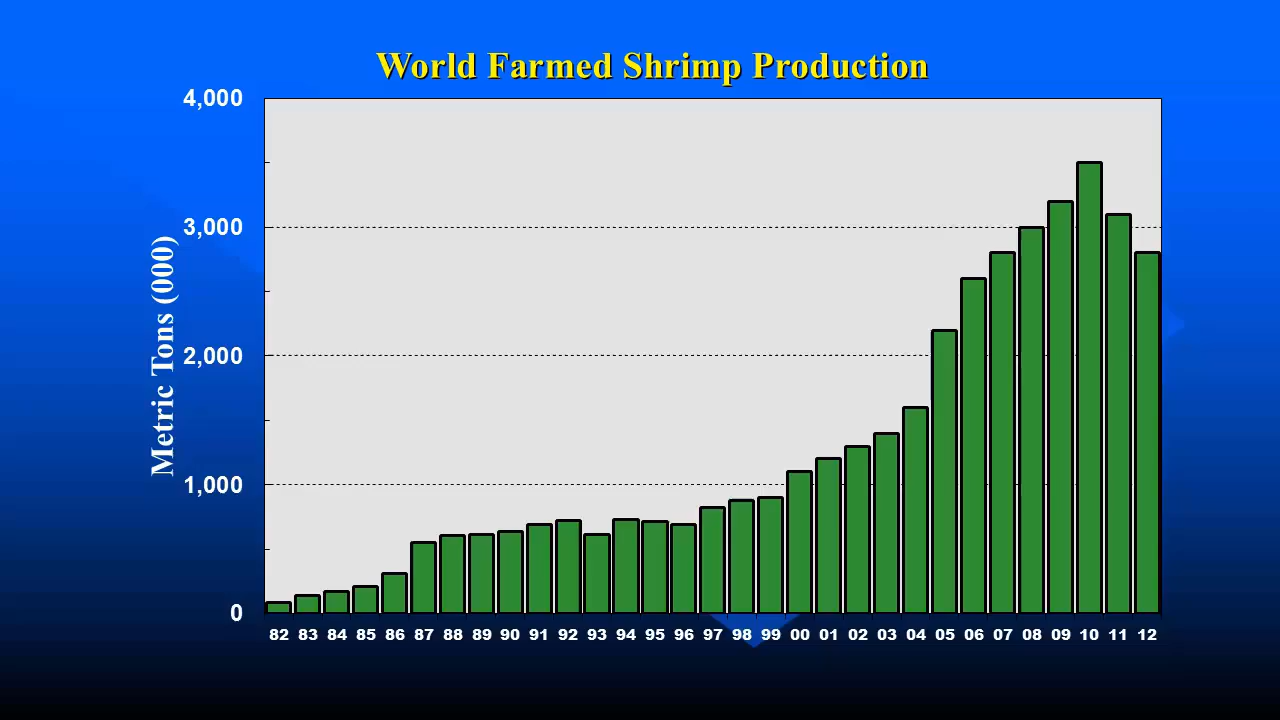 World Farmed Shrimp Production
Metric Tons (000)
4,000
3,000
2,000
1,000
0
82 83 84 85 86 87 88 89 90 91 92 93 94 95 96 97 98 99 00 01 02 03 04 05 06 07 08 09 10 11 12